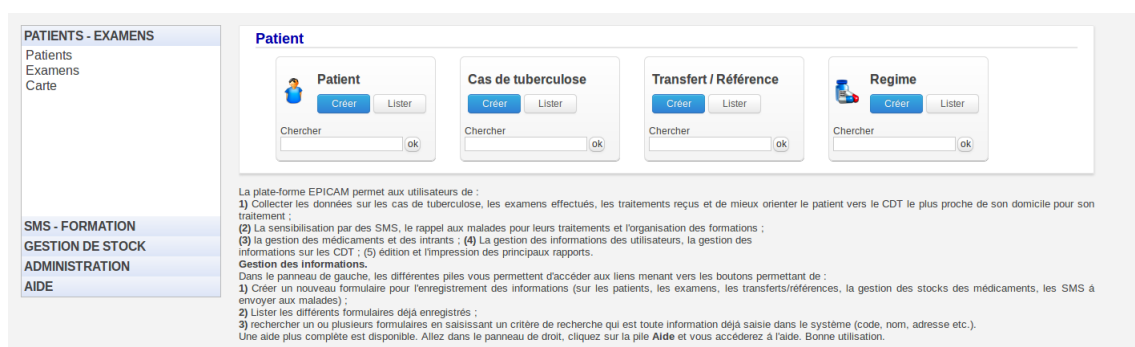 PATIENTS - EXAMENS
Patients
Examens
Carte
SMS - FORMATION
GESTION DE STOCK
ADMINISTRATION
AIDE
Patient
Patient
Créer Lister
Chercher
ok
Cas de tuberculose
Créer Lister
Chercher
ok
Transfert / Référence
Créer Lister
Chercher
ok
Regime
Créer Lister
Chercher
ok
La plate-forme EPICAM permet aux utilisateurs de :
1) Collecter les données sur les cas de tuberculose, les examens effectués, les traitements reçus et de mieux orienter le patient vers le CDT le plus proche de son domicile pour son
traitement ;
(2) La sensibilisation par des SMS, le rappel aux malades pour leurs traitements et l'organisation des formations ;
(3) la gestion des médicaments et des intrants ; (4) La gestion des informations des utilisateurs, la gestion des
informations sur les CDT ; (5) édition et l'impression des principaux rapports.
Gestion des informations.
Dans le panneau de gauche, les différentes piles vous permettent d'accéder aux liens menant vers les boutons permettant de :
1) Créer un nouveau formulaire pour l'enregistrement des informations (sur les patients, les examens, les transferts/références, la gestion des stocks des médicaments, les SMS á
envoyer aux malades) ;
2) Lister les différents formulaires déjá enregistrés ;
3) rechercher un ou plusieurs formulaires en saisissant un critère de recherche qui est toute information déjá saisie dans le système (code, nom, adresse etc.).
Une aide plus complète est disponible. Allez dans le panneau de droit, cliquez sur la pile Aide et vous accéderez á l'aide. Bonne utilisation.